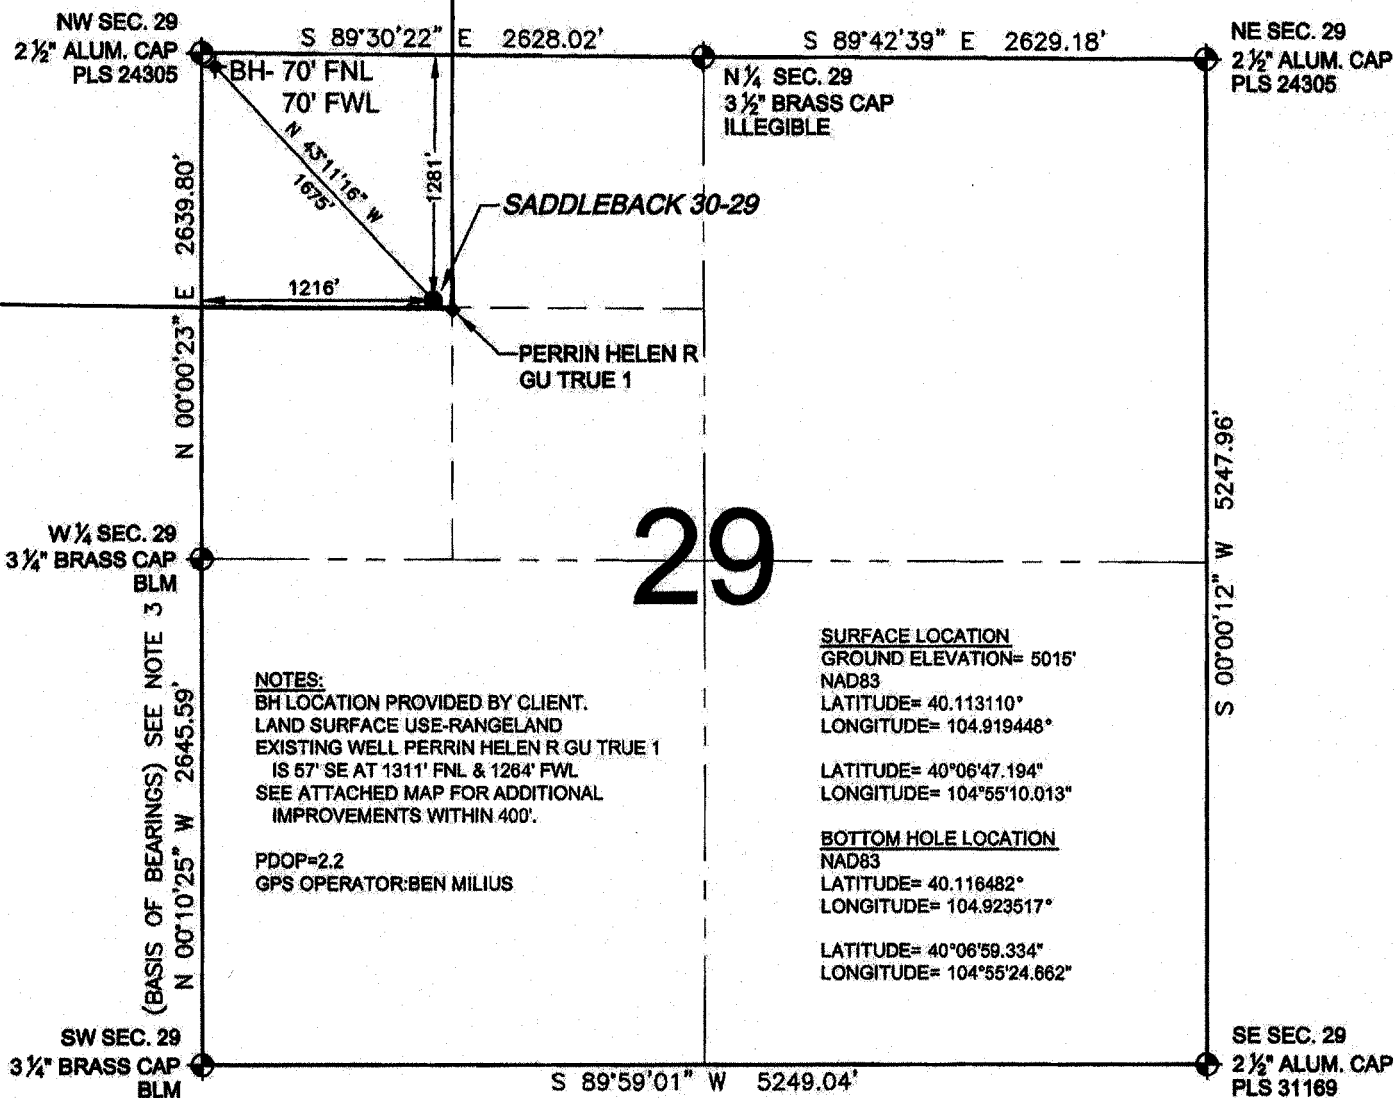 NW SEC. 29
2 ½" ALUM. CAP
PLS 24305
S 89°30'22" E 2628.02'
S 89°42'39" E 2629.18'
NE SEC. 29
2 ½" ALUM. CAP
PLS 24305
BH- 70' FNL
70' FWL
N ¼ SEC. 29
3 ½" BRASS CAP
ILLEGIBLE
N 43°11'16" W
1675'
1281'
SADDLEBACK 30-29
1216'
N 00°00'23" E 2639.80'
PERRIN HELEN R
GU TRUE 1
W ¼ SEC. 29
3 ¼" BRASS CAP
BLM
29
S 00°00'12" W 5247.96'
(BASIS OF BEARINGS) SEE NOTE 3
N 00°10'25" W 2645.59'
NOTES:
BH LOCATION PROVIDED BY CLIENT.
LAND SURFACE USE-RANGELAND
EXISTING WELL PERRIN HELEN R GU TRUE 1
IS 57' SE AT 1311' FNL & 1264' FWL
SEE ATTACHED MAP FOR ADDITIONAL
IMPROVEMENTS WITHIN 400'.
PDOP=2.2
GPS OPERATOR:BEN MILIUS
SURFACE LOCATION
GROUND ELEVATION= 5015'
NAD83
LATITUDE= 40.113110°
LONGITUDE= 104.919448°
LATITUDE= 40°06'47.194"
LONGITUDE= 104°55'10.013"
BOTTOM HOLE LOCATION
NAD83
LATITUDE= 40.116482°
LONGITUDE= 104.923517°
LATITUDE= 40°06'59.334"
LONGITUDE= 104°55'24.662"
SW SEC. 29
3 ¼" BRASS CAP
BLM
S 89°59'01" W 5249.04'
SE SEC. 29
2 ½" ALUM. CAP
PLS 31169